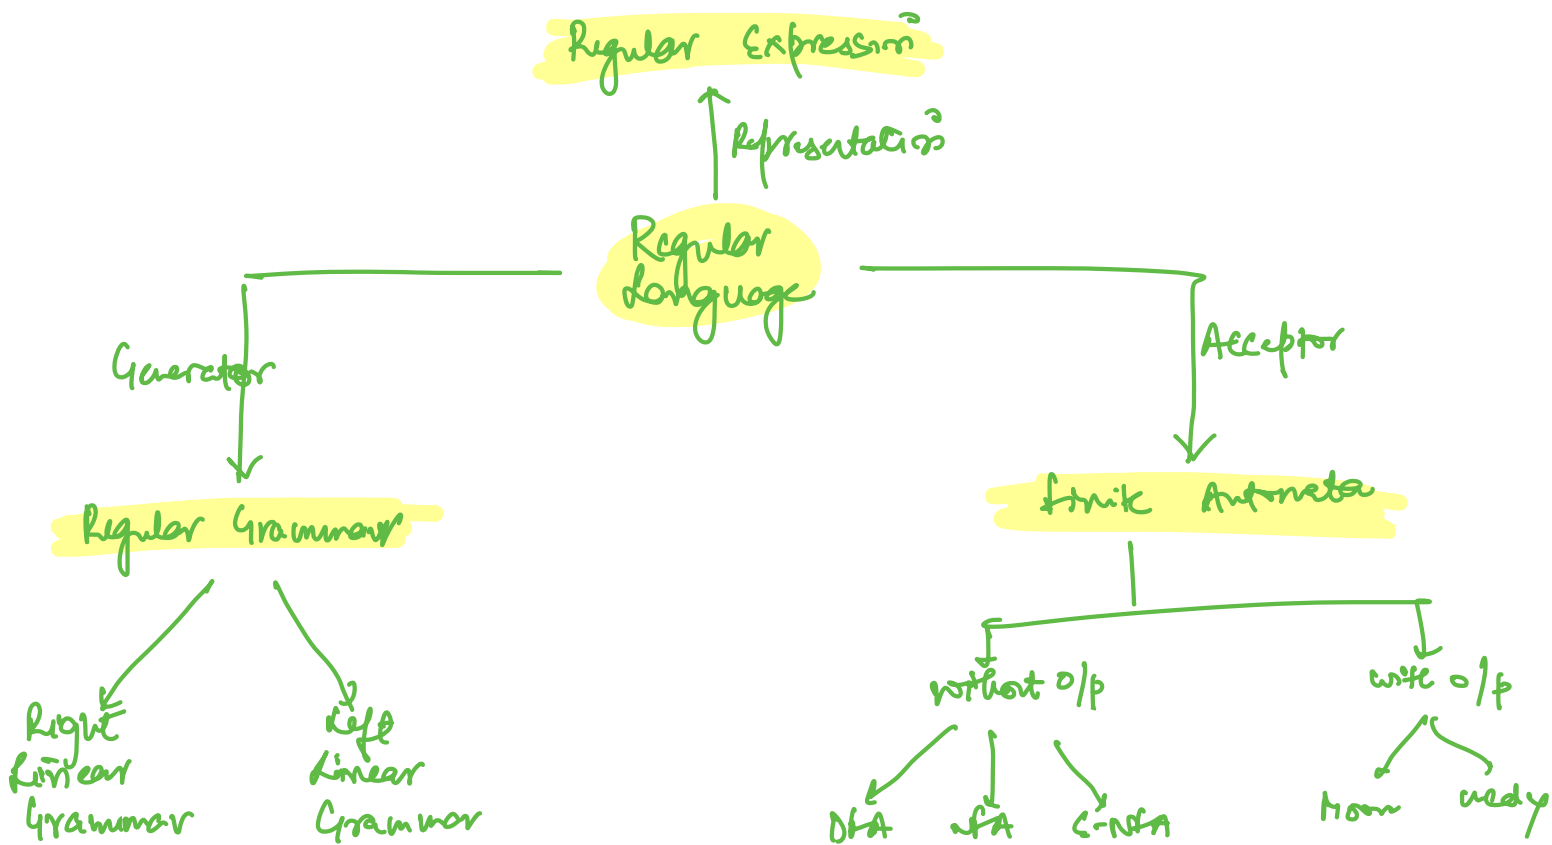 Regular Expression
Representation
Regular
Language
Generator
Acceptor
Regular Grammar
Finite Automata
without o/p
with o/p
Right
Linear
Grammar
Left
Linear
Grammar
DFA
NFA
ε-NFA
Moore
Mealy